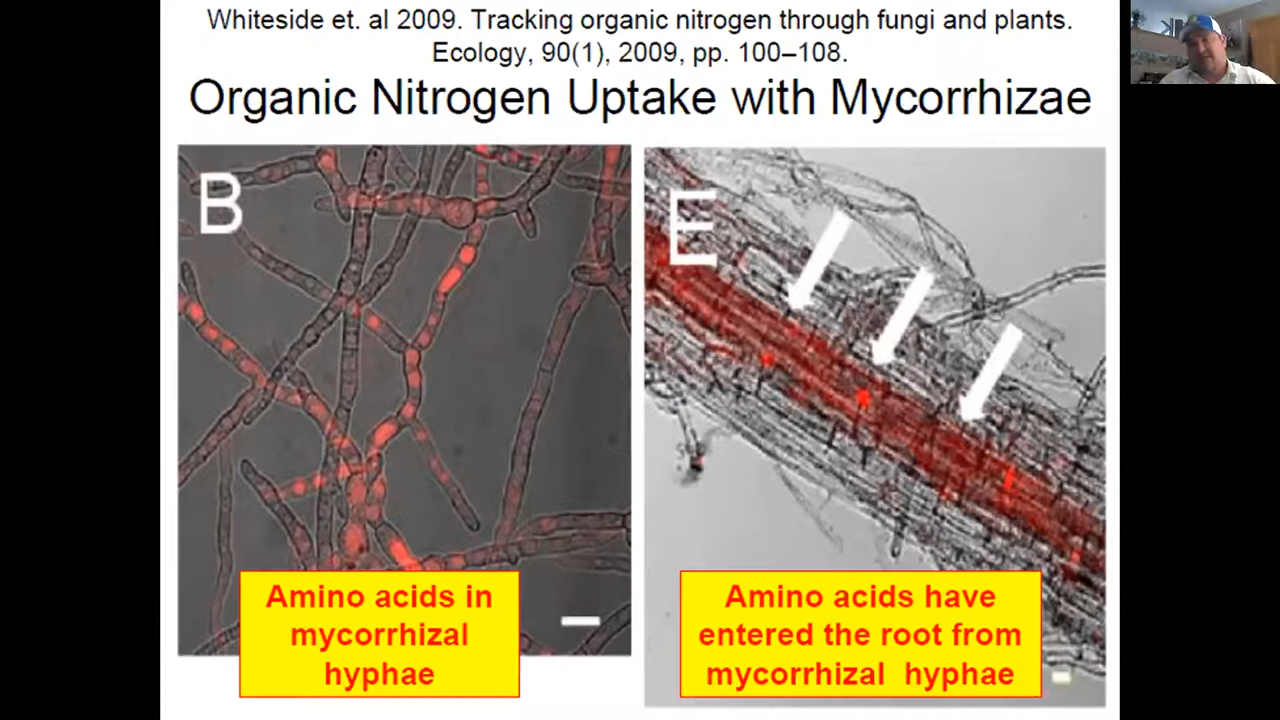 Whiteside et. al 2009. Tracking organic nitrogen through fungi and plants.
Ecology, 90(1), 2009, pp. 100–108.
Organic Nitrogen Uptake with Mycorrhizae
B
E
Amino acids in
mycorrhizal
hyphae
Amino acids have
entered the root from
mycorrhizal hyphae